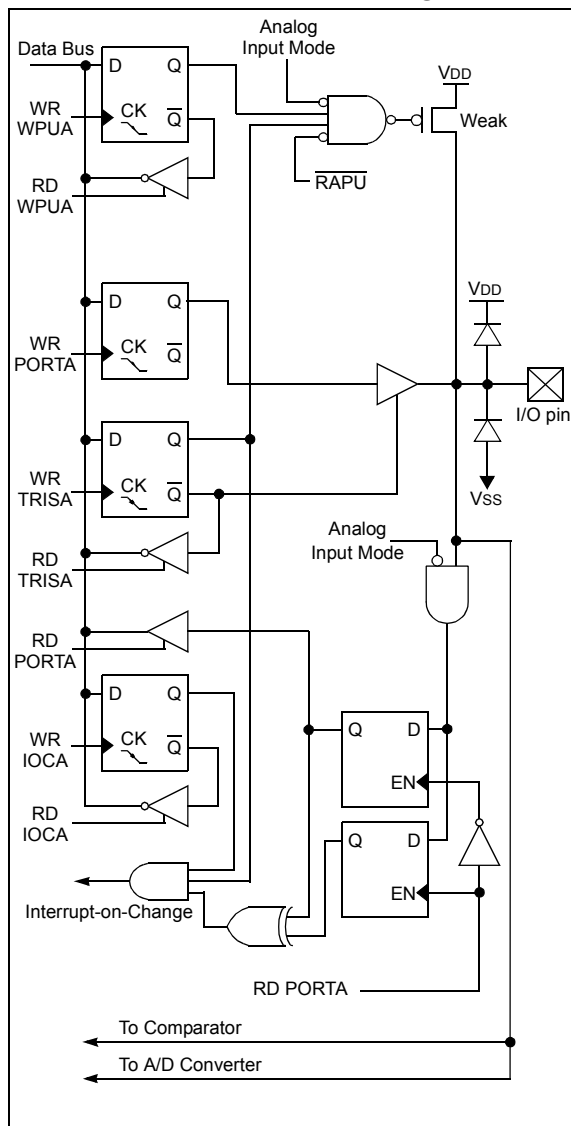 Analog
Input Mode
Data Bus
D Q
VDD
WR
WPUA
CK
Q
Weak
RD
WPUA
RAPU
D Q
VDD
WR
PORTA
CK
Q
I/O pin
D Q
WR
TRISA
CK
Q
VSS
Analog
Input Mode
RD
TRISA
RD
PORTA
D Q
Q D
WR
IOCA
CK
Q
EN
RD
IOCA
Q D
Interrupt-on-Change
EN
RD PORTA
To Comparator
To A/D Converter